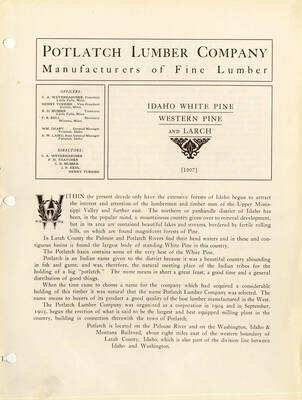 POTLATCH LUMBER COMPANY
Manufacturers of Fine Lumber
OFFICERS:
C. A. WEYERHAEUSER, President
Little Falls, Minn.
HENRY TURRISH, Vice-President
Duluth, Minn.
Treasurer
Little Falls, Minn.
F. S. BELL, Secretary
Winona, Minn.
WM. DEARY, General Manager
Potlatch, Idaho
A. W. LAIRD, Asst. General Manager
Potlatch, Idaho
DIRECTORS:
C. A. WEYERHAEUSER
F. H. THATCHER
HENRY TURRISH
IDAHO WHITE PINE
WESTERN PINE
AND LARCH
[1907]
WITHIN the present decade only have the extensive forests of Idaho begun to attract
the interest and attention of the lumbermen and timber men of the Upper Missis-
sippi Valley and further east. The northern or panhandle district of Idaho has
been, in the popular mind, a mountainous country given over to mineral development,
but in its area are contained beautiful lakes and streams, bordered by fertile rolling
hills, on which are found magnificent forests of Pine.
In Latah County the Palouse and Potlatch Rivers find their head waters and in these and con-
tiguous basins is found the largest body of standing White Pine in this country.
The Potlatch basin contains some of the very best of the White Pine.
Potlatch is an Indian name given to the district because it was a beautiful country abounding
in fish and game, and was, therefore, the natural meeting place of the Indian tribes for the
holding of a big "potlatch." The name means in short a great feast, a good time and a general
distribution of good things.
When the time came to choose a name for the company which had acquired a considerable
holding of this timber it was natural that the name Potlatch Lumber Company was selected. The
name means to buyers of its product a good quality of the best lumber manufactured in the West.
The Potlatch Lumber Company was organized as a corporation in 1904 and in September,
1905, began the erection of what is said to be the largest and best equipped milling plant in the
country, building in connection therewith the town of Potlatch.
Potlatch is located on the Palouse River and on the Washington, Idaho &
Montana Railroad, about eight miles east of the western boundary of
Latah County, Idaho, which is also part of the division line between
Idaho and Washington.